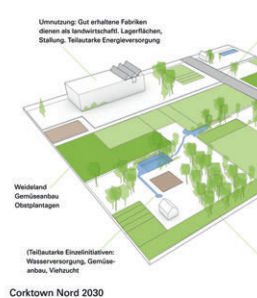 Umnutzung: Gut erhaltene Fabriken
dienen als landwirtschaftl. Lagerflächen,
Stallung, Teilautarke Energieversorgung
Weideland
Gemüseanbau
Obstplantagen
(Teil)autarke Einzelinitiativen:
Wasserversorgung, Gemüse-
anbau, Viehzucht
Corktown Nord 2030